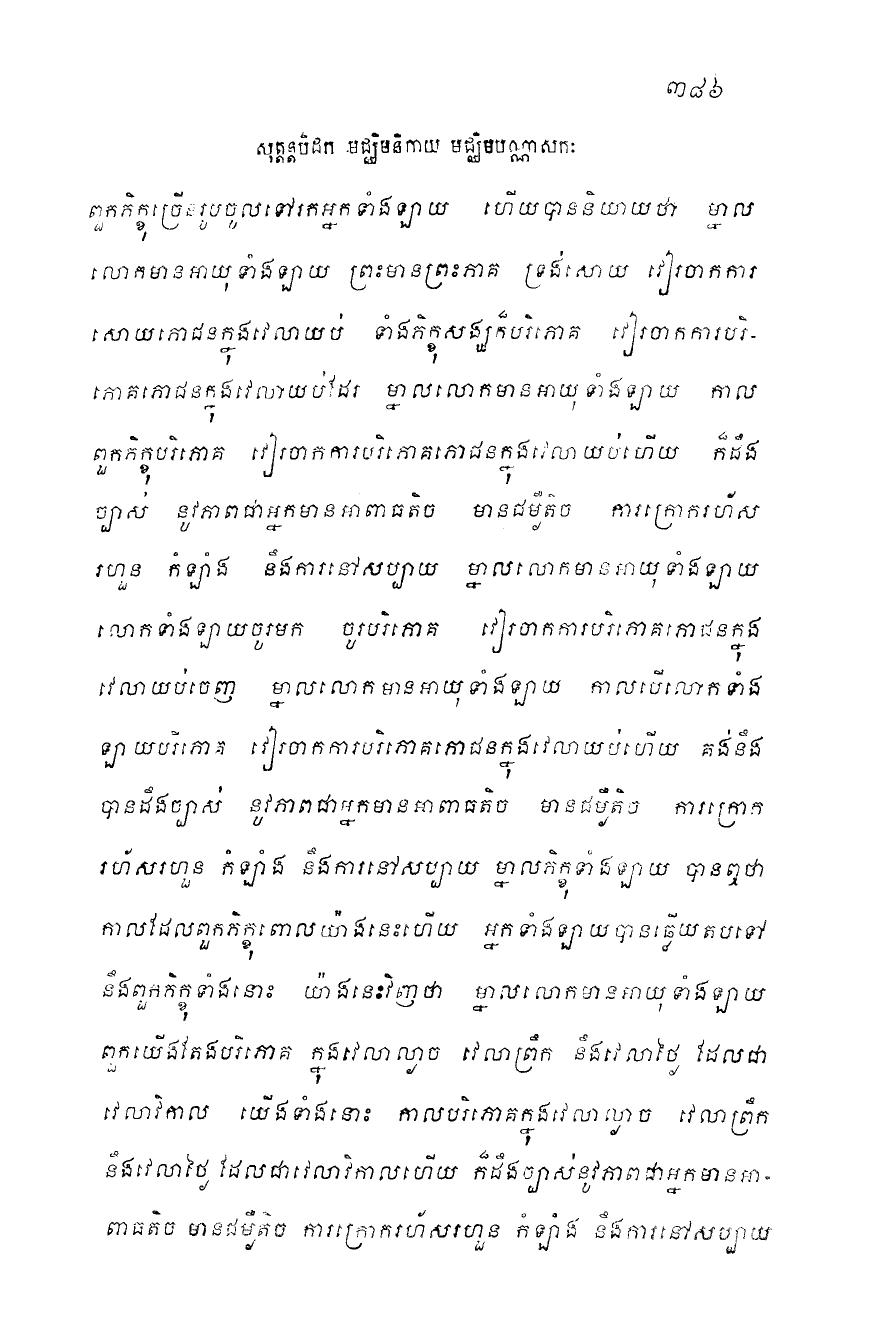 ៣៨៦
សុត្តន្តបិដក មជ្ឈិមនិកាយ មជ្ឈិមបណ្ណាសកៈ
ពួកភិក្ខុច្រើនរូបចូលទៅរកអ្នកទាំងឡាយ ហើយបាននិយាយថា ម្នាល
លោកមានអាយុទាំងឡាយ ព្រះមានព្រះភាគ ទ្រង់សោយ វៀរចាកការ
សោយភោជនក្នុងវេលាយប់ ទាំងភិក្ខុសង្ឃក៏បរិភោគ វៀរចាកការបរិ-
ភោគភោជនក្នុងវេលាយប់ដែរ ម្នាលលោកមានអាយុទាំងឡាយ កាល
ពួកភិក្ខុបរិភោគ វៀរចាកការបរិភោគភោជនក្នុងវេលាយប់ហើយ ក៏ដឹង
ច្បាស់ នូវភាពជាអ្នកមានអាពាធតិច មានជម្ងឺតិច ការក្រោករហ័ស
រហួន កំឡាំង នឹងការនៅសប្បាយ ម្នាលលោកមានអាយុទាំងឡាយ
លោកទាំងឡាយចូរមក ចូរបរិភោគ វៀរចាកការបរិភោគភោជនក្នុង
វេលាយប់ចេញ ម្នាលលោកមានអាយុទាំងឡាយ កាលបើលោកទាំង
ឡាយបរិភោគ វៀរចាកការបរិភោគភោជនក្នុងវេលាយប់ហើយ គង់នឹង
បានដឹងច្បាស់ នូវភាពជាអ្នកមានអាពាធតិច មានជម្ងឺតិច ការក្រោក
រហ័សរហួន កំឡាំង នឹងការនៅសប្បាយ ម្នាលភិក្ខុទាំងឡាយ បានឮថា
កាលដែលពួកភិក្ខុពោលយ៉ាងនេះហើយ អ្នកទាំងឡាយបានឆ្លើយតបទៅ
នឹងពួកភិក្ខុទាំងនោះ យ៉ាងនេះវិញថា ម្នាលលោកមានអាយុទាំងឡាយ
ពួកយើងតែងបរិភោគ ក្នុងវេលាល្ងាច វេលាព្រឹក នឹងវេលាថ្ងៃ ដែលជា
វេលាវិកាល យើងទាំងនោះ កាលបរិភោគក្នុងវេលាល្ងាច វេលាព្រឹក
នឹងវេលាថ្ងៃ ដែលជាវេលាវិកាលហើយ ក៏ដឹងច្បាស់នូវភាពជាអ្នកមានអា-
ពាធតិច មានជម្ងឺតិច ការក្រោករហ័សរហួន កំឡាំង នឹងការនៅសប្បាយ